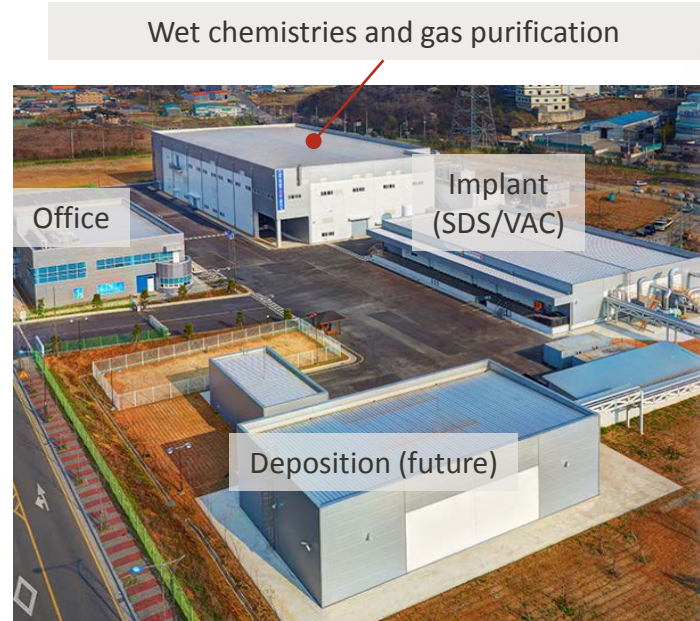 Wet chemistries and gas purification
Office
Implant
(SDS/VAC)
Deposition (future)